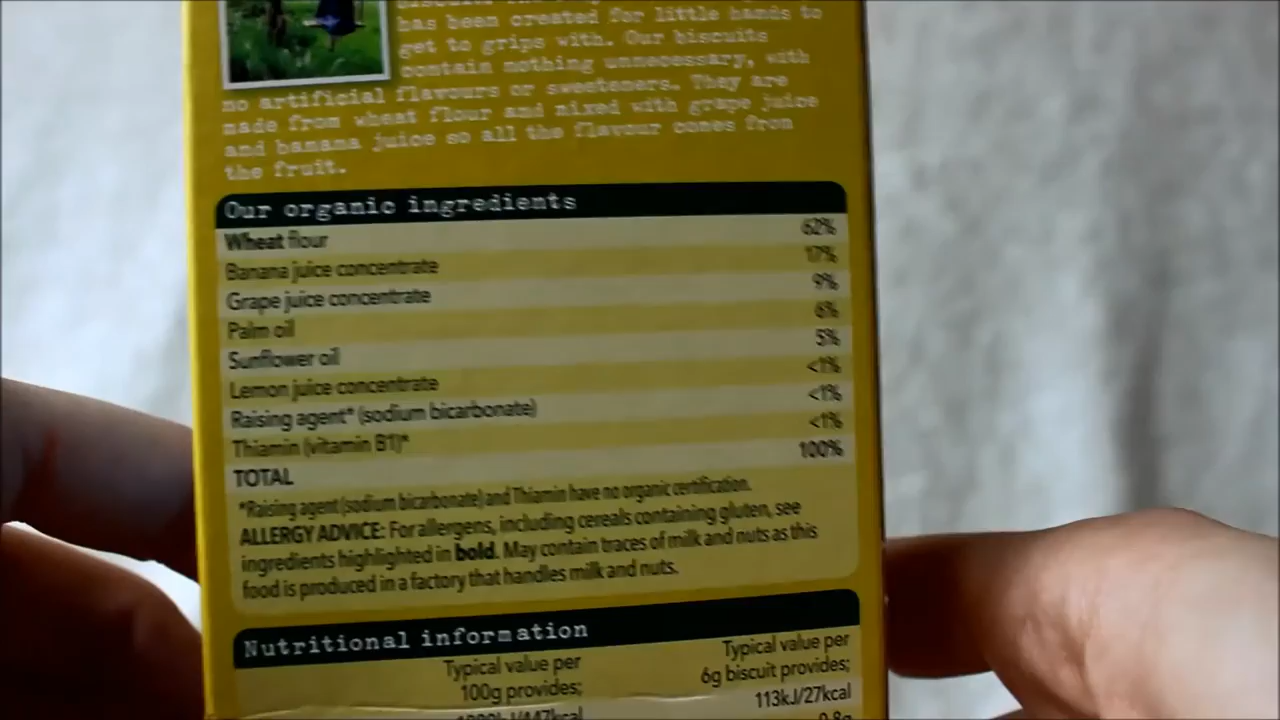 has been created for little hands to
get to grips with. Our biscuits
contain nothing unnecessary, with
no artificial flavours or sweeteners. They are
made from wheat flour and mixed with grape juice
and banana juice so all the flavour comes from
the fruit.
Our organic ingredients
Wheat flour 62%
Banana juice concentrate 17%
Grape juice concentrate 9%
Palm oil 6%
Sunflower oil 5%
Lemon juice concentrate <1%
Raising agent* (sodium bicarbonate) <1%
Thiamin (vitamin B1)* <1%
TOTAL 100%
*Raising agent (sodium bicarbonate) and Thiamin have no organic certification.
ALLERGY ADVICE: For allergens, including cereals containing gluten, see
ingredients highlighted in bold. May contain traces of milk and nuts as this
food is produced in a factory that handles milk and nuts.
Nutritional information
Typical value per 100g provides;
Typical value per 6g biscuit provides;
113kJ/27kcal
0.8g